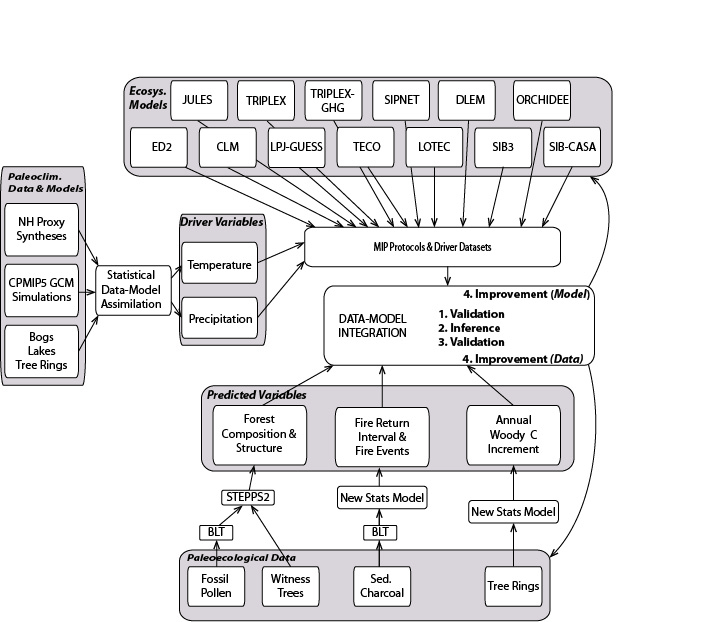 Ecosys.
Models
JULES
TRIPLEX
TRIPLEX-
GHG
SIPNET
DLEM
ORCHIDEE
ED2
CLM
LPJ-GUESS
TECO
LOTEC
SIB3
SIB-CASA
Paleoclim.
Data & Models
NH Proxy
Syntheses
CPMIP5 GCM
Simulations
Bogs
Lakes
Tree Rings
Statistical
Data-Model
Assimilation
Driver Variables
Temperature
Precipitation
MIP Protocols & Driver Datasets
DATA-MODEL
INTEGRATION
4. Improvement (Model)
1. Validation
2. Inference
3. Validation
4. Improvement (Data)
Predicted Variables
Forest
Composition &
Structure
Fire Return
Interval &
Fire Events
Annual
Woody C
Increment
STEPPS2
New Stats Model
New Stats Model
BLT
BLT
Paleoecological Data
Fossil
Pollen
Witness
Trees
Sed.
Charcoal
Tree Rings